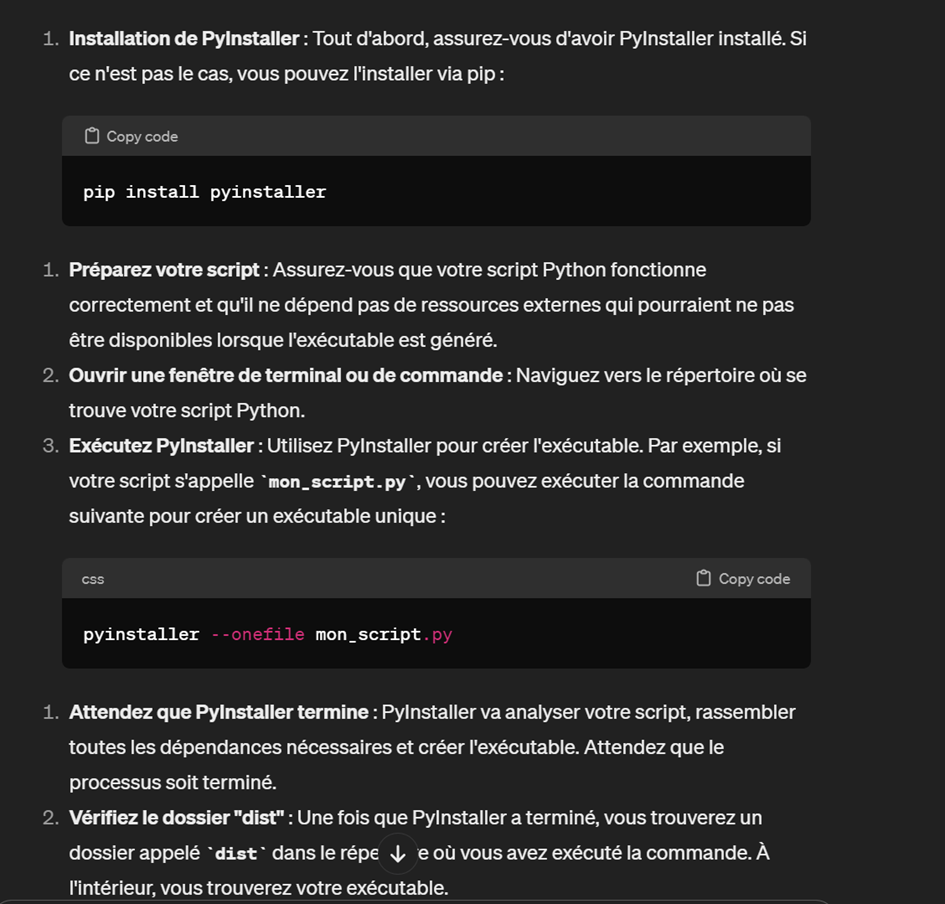 1. Installation de PyInstaller : Tout d'abord, assurez-vous d'avoir PyInstaller installé. Si
ce n'est pas le cas, vous pouvez l'installer via pip :
Copy code
pip install pyinstaller
1. Préparez votre script : Assurez-vous que votre script Python fonctionne
correctement et qu'il ne dépend pas de ressources externes qui pourraient ne pas
être disponibles lorsque l'exécutable est généré.
2. Ouvrir une fenêtre de terminal ou de commande : Naviguez vers le répertoire où se
trouve votre script Python.
3. Exécutez PyInstaller : Utilisez PyInstaller pour créer l'exécutable. Par exemple, si
votre script s'appelle `mon_script.py`, vous pouvez exécuter la commande
suivante pour créer un exécutable unique :
css Copy code
pyinstaller --onefile mon_script.py
1. Attendez que PyInstaller termine : PyInstaller va analyser votre script, rassembler
toutes les dépendances nécessaires et créer l'exécutable. Attendez que le
processus soit terminé.
2. Vérifiez le dossier "dist" : Une fois que PyInstaller a terminé, vous trouverez un
dossier appelé `dist` dans le où vous avez exécuté la commande. À
l'intérieur, vous trouverez votre exécutable.